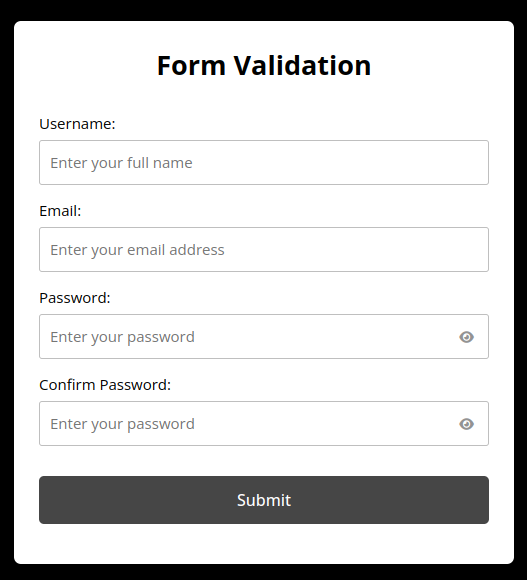 Form Validation
Username:
Enter your full name
Email:
Enter your email address
Password:
Enter your password
Confirm Password:
Enter your password
Submit